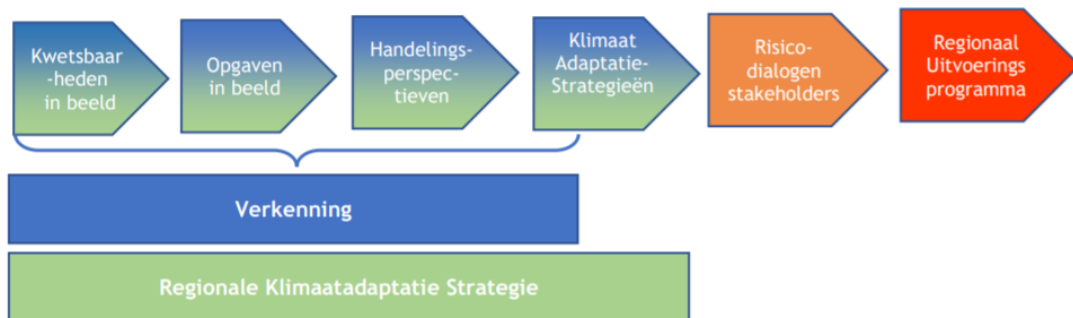 Kwetsbaar
-heden
in beeld
Opgaven
in beeld
Handelings-
perspec-
tieven
Klimaat
Adaptatie-
Strategieën
Risico-
dialogen
stakeholders
Regionaal
Uitvoerings
programma
Verkenning
Regionale Klimaatadaptatie Strategie